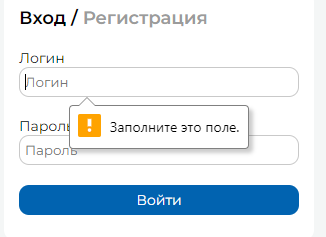 Вход / Регистрация
Логин
Логин
Заполните это поле.
Пароль
Пароль
Войти